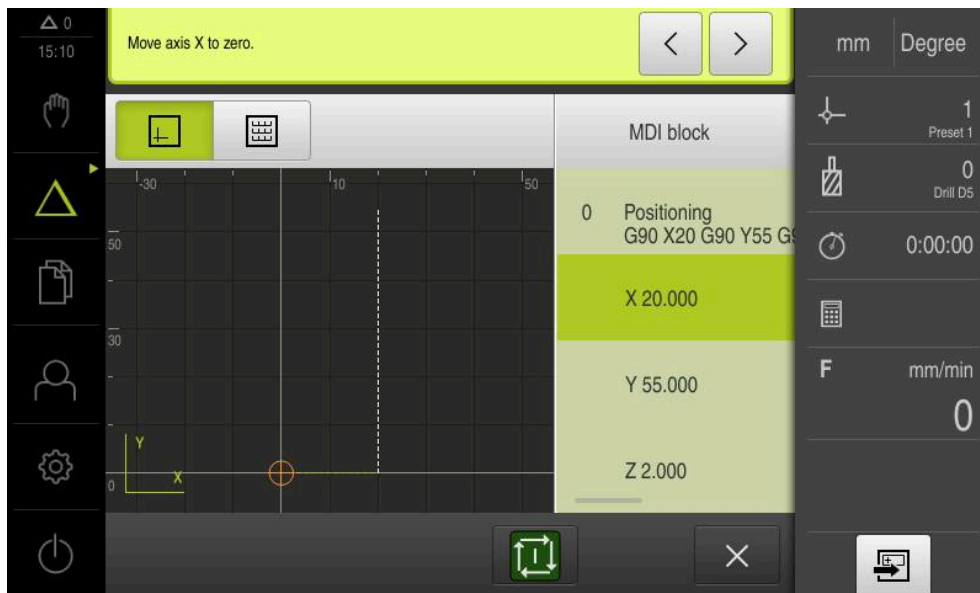 0
15:10
Move axis X to zero.
mm Degree
1
Preset 1
0
Drill D5
0:00:00
F mm/min
0
MDI block
0 Positioning
G90 X20 G90 Y55
X 20.000
Y 55.000
Z 2.000
-30 10 50
50
30
0
Y
X